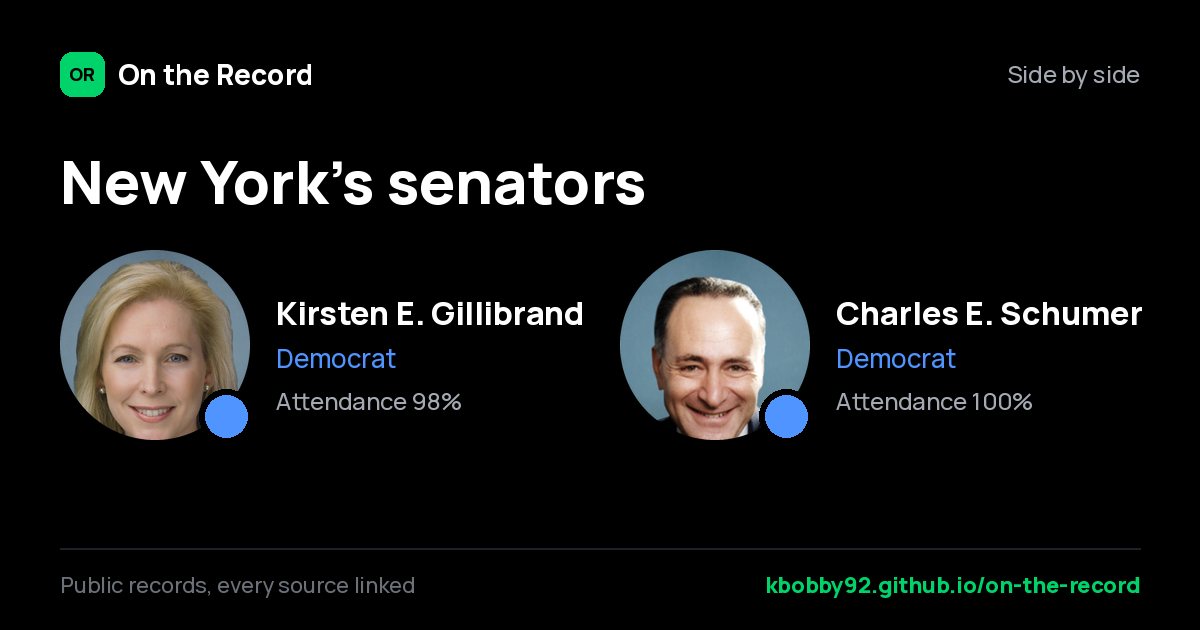 OR On the Record
Side by side
New York’s senators
Kirsten E. Gillibrand
Democrat
Attendance 98%
Charles E. Schumer
Democrat
Attendance 100%
Public records, every source linked
kbobby92.github.io/on-the-record